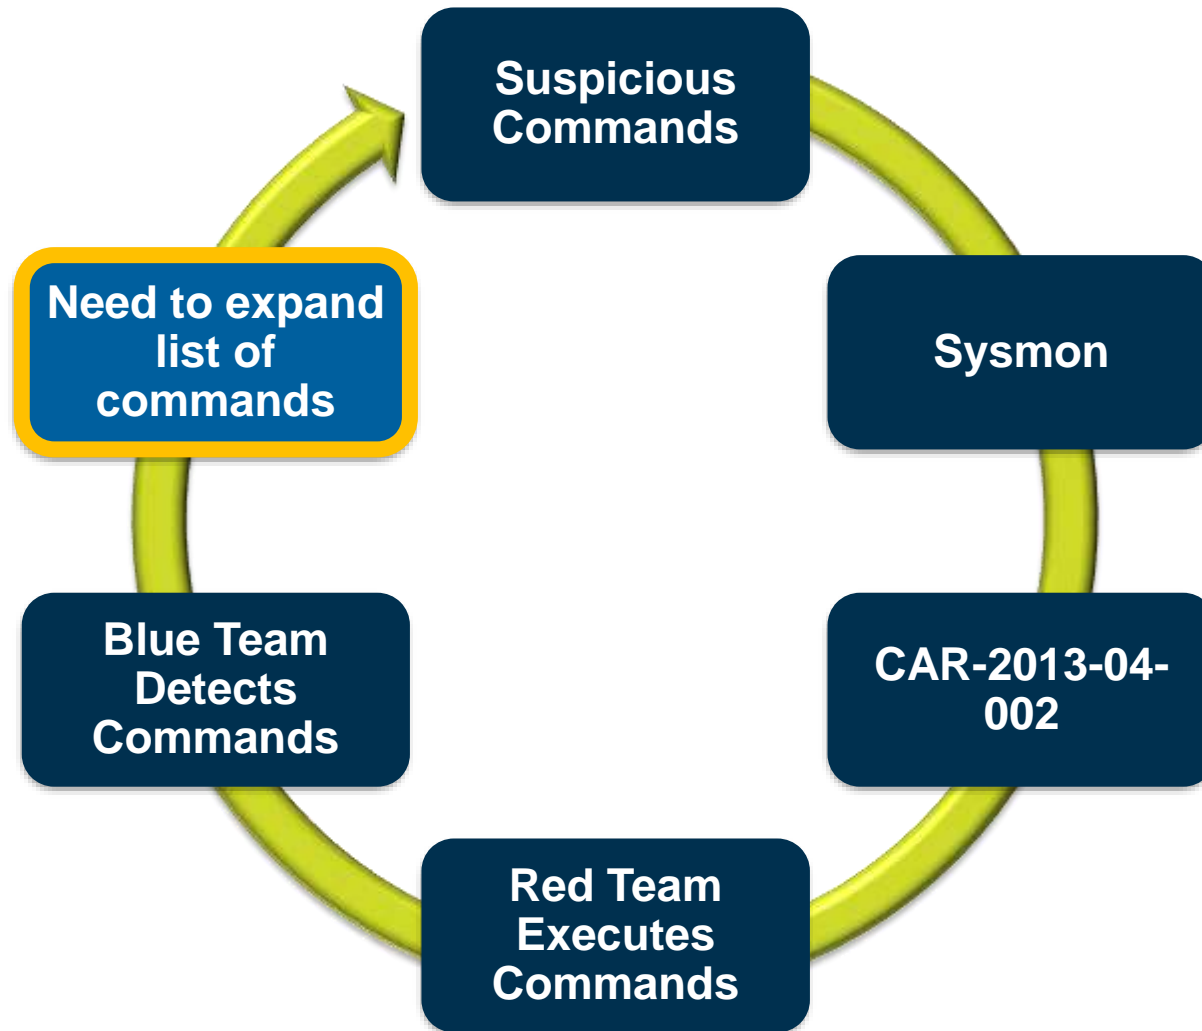 Suspicious
Commands
Sysmon
CAR-2013-04-
002
Red Team
Executes
Commands
Blue Team
Detects
Commands
Need to expand
list of
commands